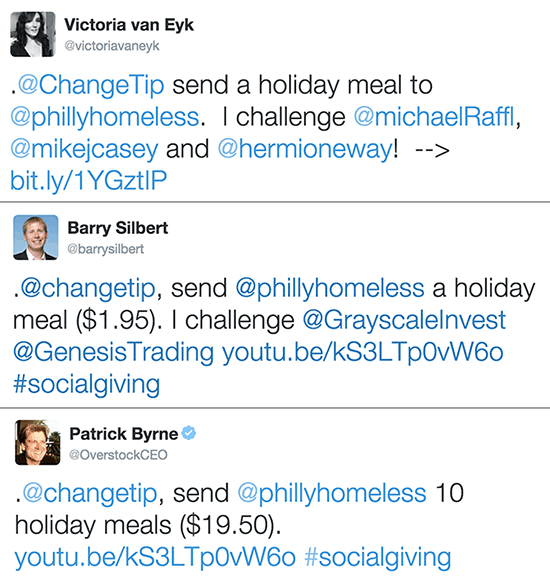 Victoria van Eyk
@victoriavaneyk
.@ChangeTip send a holiday meal to
@phillyhomeless.  I challenge @michaelRaffl,
@mikejcasey and @hermioneway!  -->
bit.ly/1YGztlP
Barry Silbert
@barrysilbert
.@changetip, send @phillyhomeless a holiday
meal ($1.95). I challenge @GrayscaleInvest
@GenesisTrading youtu.be/kS3LTp0vW6o
#socialgiving
Patrick Byrne
@OverstockCEO
.@changetip, send @phillyhomeless 10
holiday meals ($19.50).
youtu.be/kS3LTp0vW6o #socialgiving